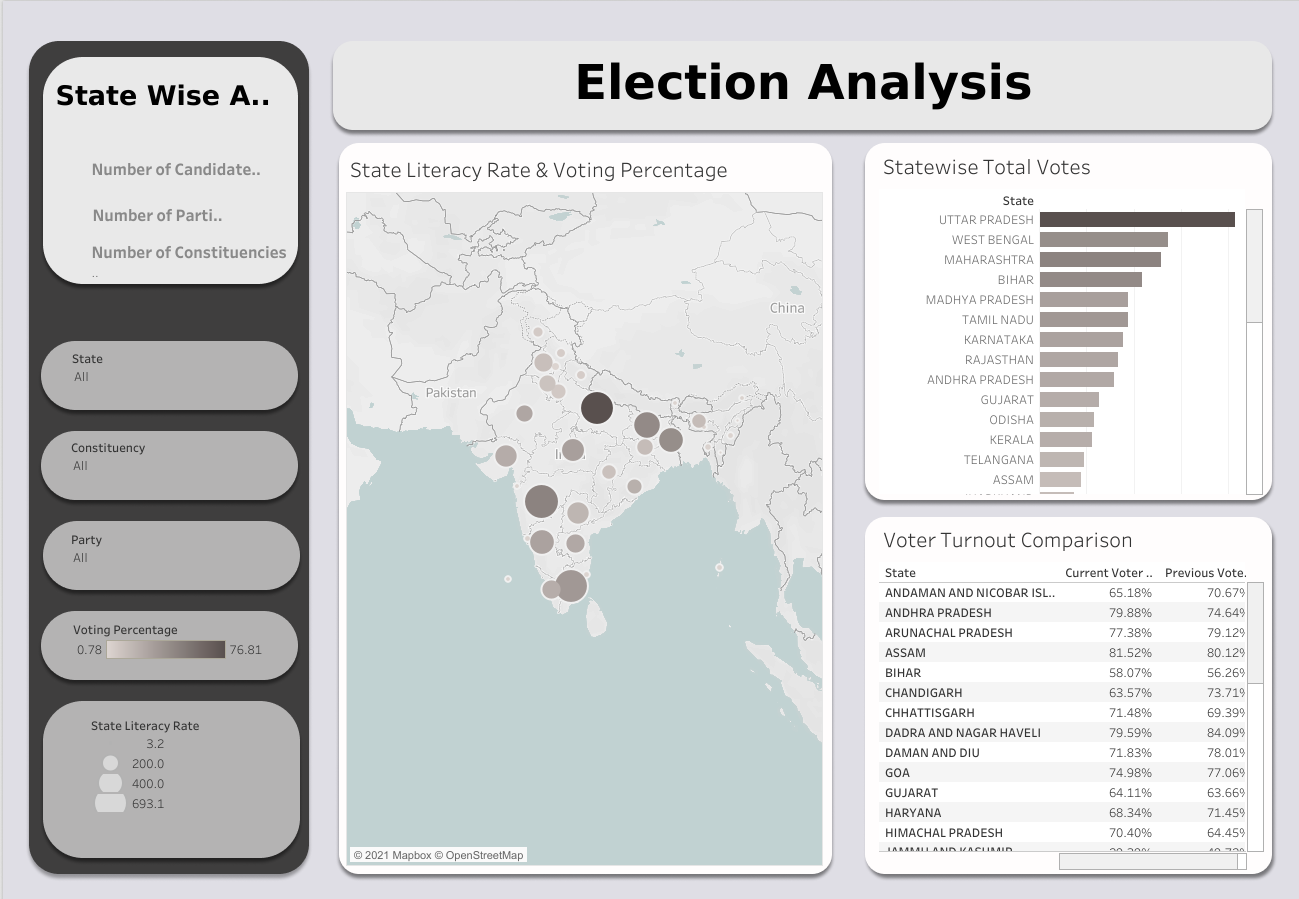 State Wise A..
Number of Candidate..
Number of Parti..
Number of Constituencies
..
State
All
Constituency
All
Party
All
Voting Percentage
0.78 76.81
State Literacy Rate
3.2
200.0
400.0
693.1
Election Analysis
State Literacy Rate & Voting Percentage
China
Pakistan
© 2021 Mapbox © OpenStreetMap
Statewise Total Votes
State
UTTAR PRADESH
WEST BENGAL
MAHARASHTRA
BIHAR
MADHYA PRADESH
TAMIL NADU
KARNATAKA
RAJASTHAN
ANDHRA PRADESH
GUJARAT
ODISHA
KERALA
TELANGANA
ASSAM
Voter Turnout Comparison
State Current Voter .. Previous Vote.
ANDAMAN AND NICOBAR ISL.. 65.18% 70.67%
ANDHRA PRADESH 79.88% 74.64%
ARUNACHAL PRADESH 77.38% 79.12%
ASSAM 81.52% 80.12%
BIHAR 58.07% 56.26%
CHANDIGARH 63.57% 73.71%
CHHATTISGARH 71.48% 69.39%
DADRA AND NAGAR HAVELI 79.59% 84.09%
DAMAN AND DIU 71.83% 78.01%
GOA 74.98% 77.06%
GUJARAT 64.11% 63.66%
HARYANA 68.34% 71.45%
HIMACHAL PRADESH 70.40% 64.45%
JAMMU AND KASHMIR